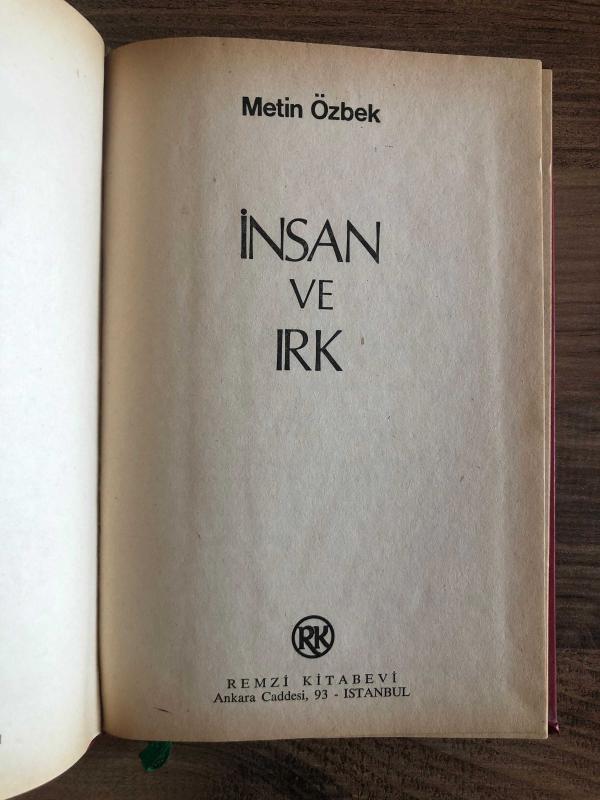 Metin Özbek
İNSAN
VE
IRK
RK
REMZİ KİTABEVİ
Ankara Caddesi, 93 - ISTANBUL